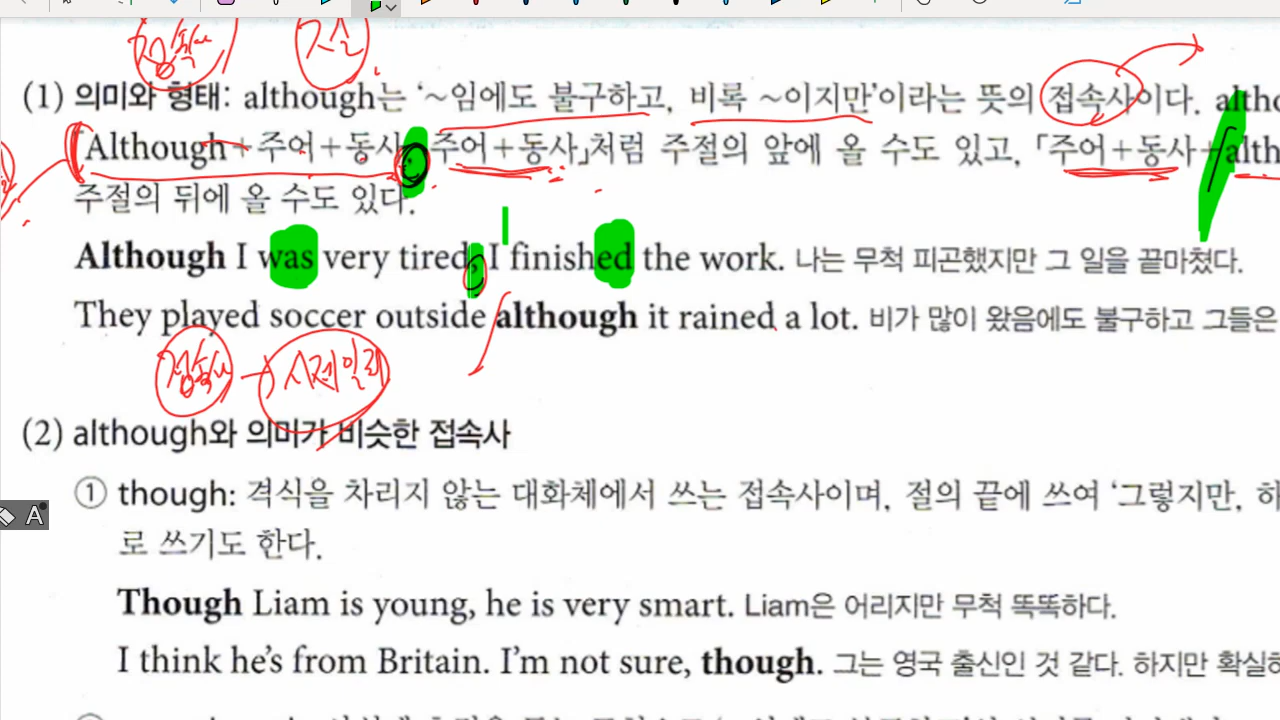 접속사
(1) 의미와 형태: although는 ‘~임에도 불구하고, 비록 ~이지만’이라는 뜻의 접속사이다. altho
「Although+주어+동사, 주어+동사」처럼 주절의 앞에 올 수도 있고, 「주어+동사+alth
주절의 뒤에 올 수도 있다.
Although I was very tired, I finished the work. 나는 무척 피곤했지만 그 일을 끝마쳤다.
They played soccer outside although it rained a lot. 비가 많이 왔음에도 불구하고 그들은
접속사 → 시제일치
(2) although와 의미가 비슷한 접속사
① though: 격식을 차리지 않는 대화체에서 쓰는 접속사이며, 절의 끝에 쓰여 ‘그렇지만, 하
로 쓰기도 한다.
Though Liam is young, he is very smart. Liam은 어리지만 무척 똑똑하다.
I think he's from Britain. I'm not sure, though. 그는 영국 출신인 것 같다. 하지만 확실하